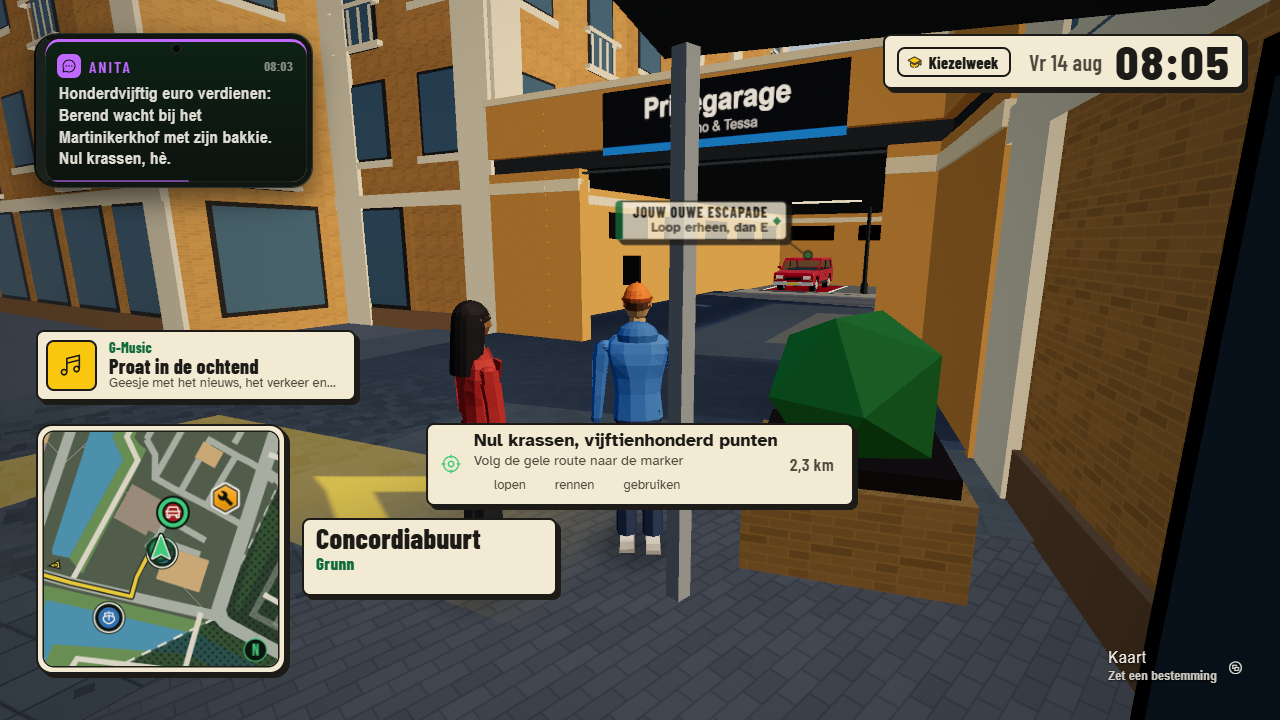 ANITA
08:03
Honderdvijftig euro verdienen:
Berend wacht bij het
Martinikerkhof met zijn bakkie.
Nul krassen, hè.
Kiezelweek
Vr 14 aug
08:05
& Tessa
JOUW OUWE ESCAPADE
Loop erheen, dan E
G-Music
Proat in de ochtend
Geesje met het nieuws, het verkeer en...
Nul krassen, vijftienhonderd punten
Volg de gele route naar de marker
2,3 km
lopen rennen gebruiken
Concordiabuurt
Grunn
N
Kaart
Zet een bestemming